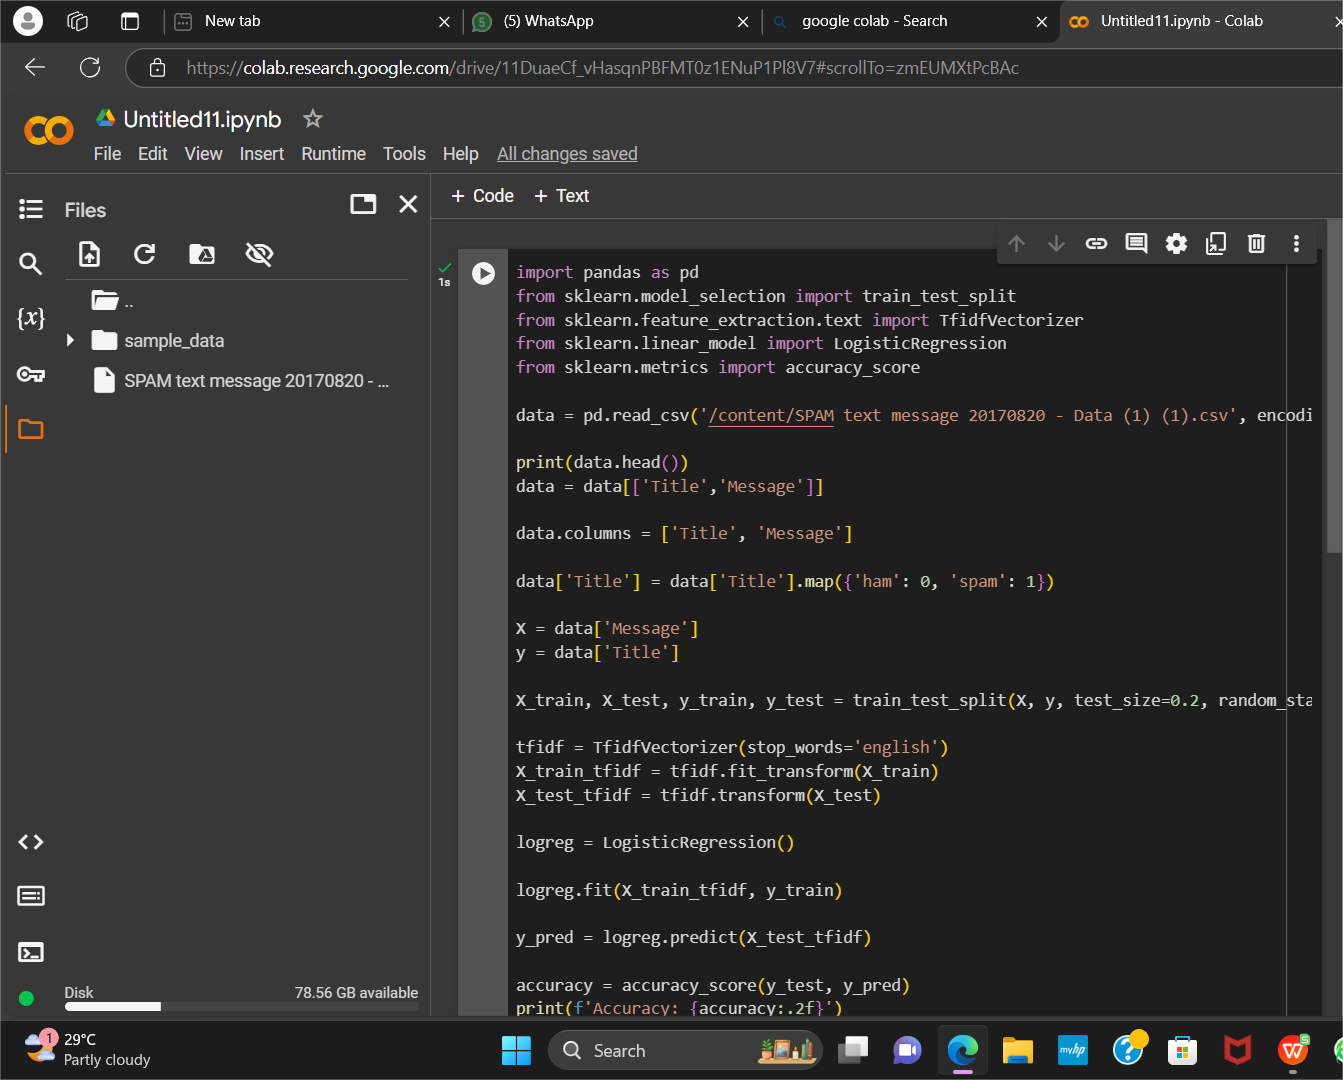 New tab
(5) WhatsApp
google colab - Search
Untitled11.ipynb - Colab
https://colab.research.google.com/drive/11DuaeCf_vHasqnPBFMT0z1ENuP1Pl8V7#scrollTo=zmEUMXtPcBAc
Untitled11.ipynb
File Edit View Insert Runtime Tools Help All changes saved
Files
+ Code + Text
..
sample_data
SPAM text message 20170820 - ...
{x}
1s
import pandas as pd
from sklearn.model_selection import train_test_split
from sklearn.feature_extraction.text import TfidfVectorizer
from sklearn.linear_model import LogisticRegression
from sklearn.metrics import accuracy_score
data = pd.read_csv('/content/SPAM text message 20170820 - Data (1) (1).csv', encodi
print(data.head())
data = data[['Title','Message']]
data.columns = ['Title', 'Message']
data['Title'] = data['Title'].map({'ham': 0, 'spam': 1})
X = data['Message']
y = data['Title']
X_train, X_test, y_train, y_test = train_test_split(X, y, test_size=0.2, random_sta
tfidf = TfidfVectorizer(stop_words='english')
X_train_tfidf = tfidf.fit_transform(X_train)
X_test_tfidf = tfidf.transform(X_test)
logreg = LogisticRegression()
logreg.fit(X_train_tfidf, y_train)
y_pred = logreg.predict(X_test_tfidf)
accuracy = accuracy_score(y_test, y_pred)
print(f'Accuracy: {accuracy:.2f}')
Disk 78.56 GB available
1
29°C
Partly cloudy
Search
myhp